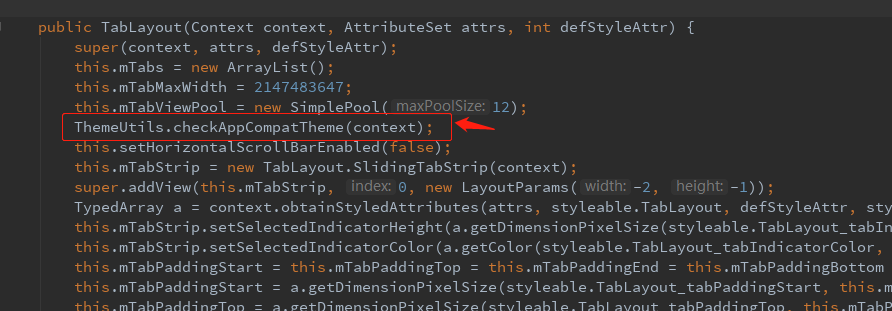 public TabLayout(Context context, AttributeSet attrs, int defStyleAttr) {
super(context, attrs, defStyleAttr);
this.mTabs = new ArrayList();
this.mTabMaxWidth = 2147483647;
this.mTabViewPool = new SimplePool( maxPoolSize: 12);
ThemeUtils.checkAppCompatTheme(context);
this.setHorizontalScrollBarEnabled(false);
this.mTabStrip = new TabLayout.SlidingTabStrip(context);
super.addView(this.mTabStrip, index: 0, new LayoutParams( width: -2, height: -1));
TypedArray a = context.obtainStyledAttributes(attrs, styleable.TabLayout, defStyleAttr, sty
this.mTabStrip.setSelectedIndicatorHeight(a.getDimensionPixelSize(styleable.TabLayout_tabIn
this.mTabStrip.setSelectedIndicatorColor(a.getColor(styleable.TabLayout_tabIndicatorColor,
this.mTabPaddingStart = this.mTabPaddingTop = this.mTabPaddingEnd = this.mTabPaddingBottom
this.mTabPaddingStart = a.getDimensionPixelSize(styleable.TabLayout_tabPaddingStart, this.m
this.mTabPaddingTop = a.getDimensionPixelSize(styleable.TabLayout_tabPaddingTop, this.mTabP